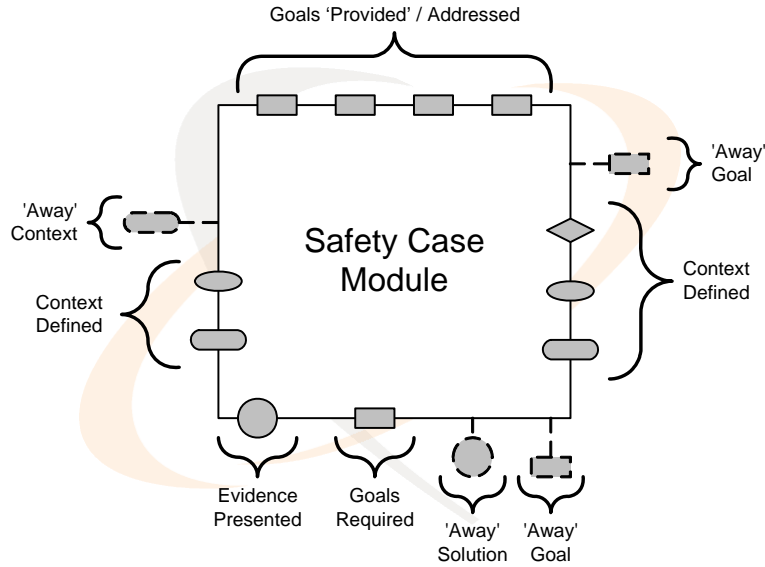 Goals ‘Provided’ / Addressed
'Away'
Goal
'Away'
Context
Safety Case
Module
Context
Defined
Context
Defined
Evidence
Presented
Goals
Required
'Away'
Solution
'Away'
Goal